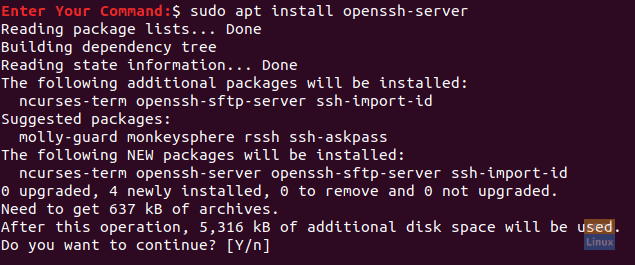 Enter Your Command:$ sudo apt install openssh-server
Reading package lists... Done
Building dependency tree
Reading state information... Done
The following additional packages will be installed:
  ncurses-term openssh-sftp-server ssh-import-id
Suggested packages:
  molly-guard monkeysphere rssh ssh-askpass
The following NEW packages will be installed:
  ncurses-term openssh-server openssh-sftp-server ssh-import-id
0 upgraded, 4 newly installed, 0 to remove and 0 not upgraded.
Need to get 637 kB of archives.
After this operation, 5,316 kB of additional disk space will be used.
Do you want to continue? [Y/n]
Linux